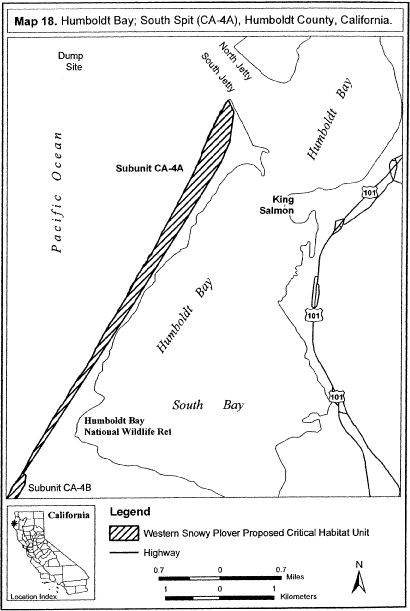 Map 18. Humboldt Bay; South Spit (CA-4A), Humboldt County, California.
Dump
Site
North Jetty
South Jetty
Humboldt Bay
Pacific Ocean
Subunit CA-4A
King
Salmon
101
Humboldt Bay
101
South Bay
101
Humboldt Bay
National Wildlife Ref
Subunit CA-4B
California
Location Index
Legend
Western Snowy Plover Proposed Critical Habitat Unit
Highway
0.7 0 0.7
Miles
1 0 1
Kilometers
N